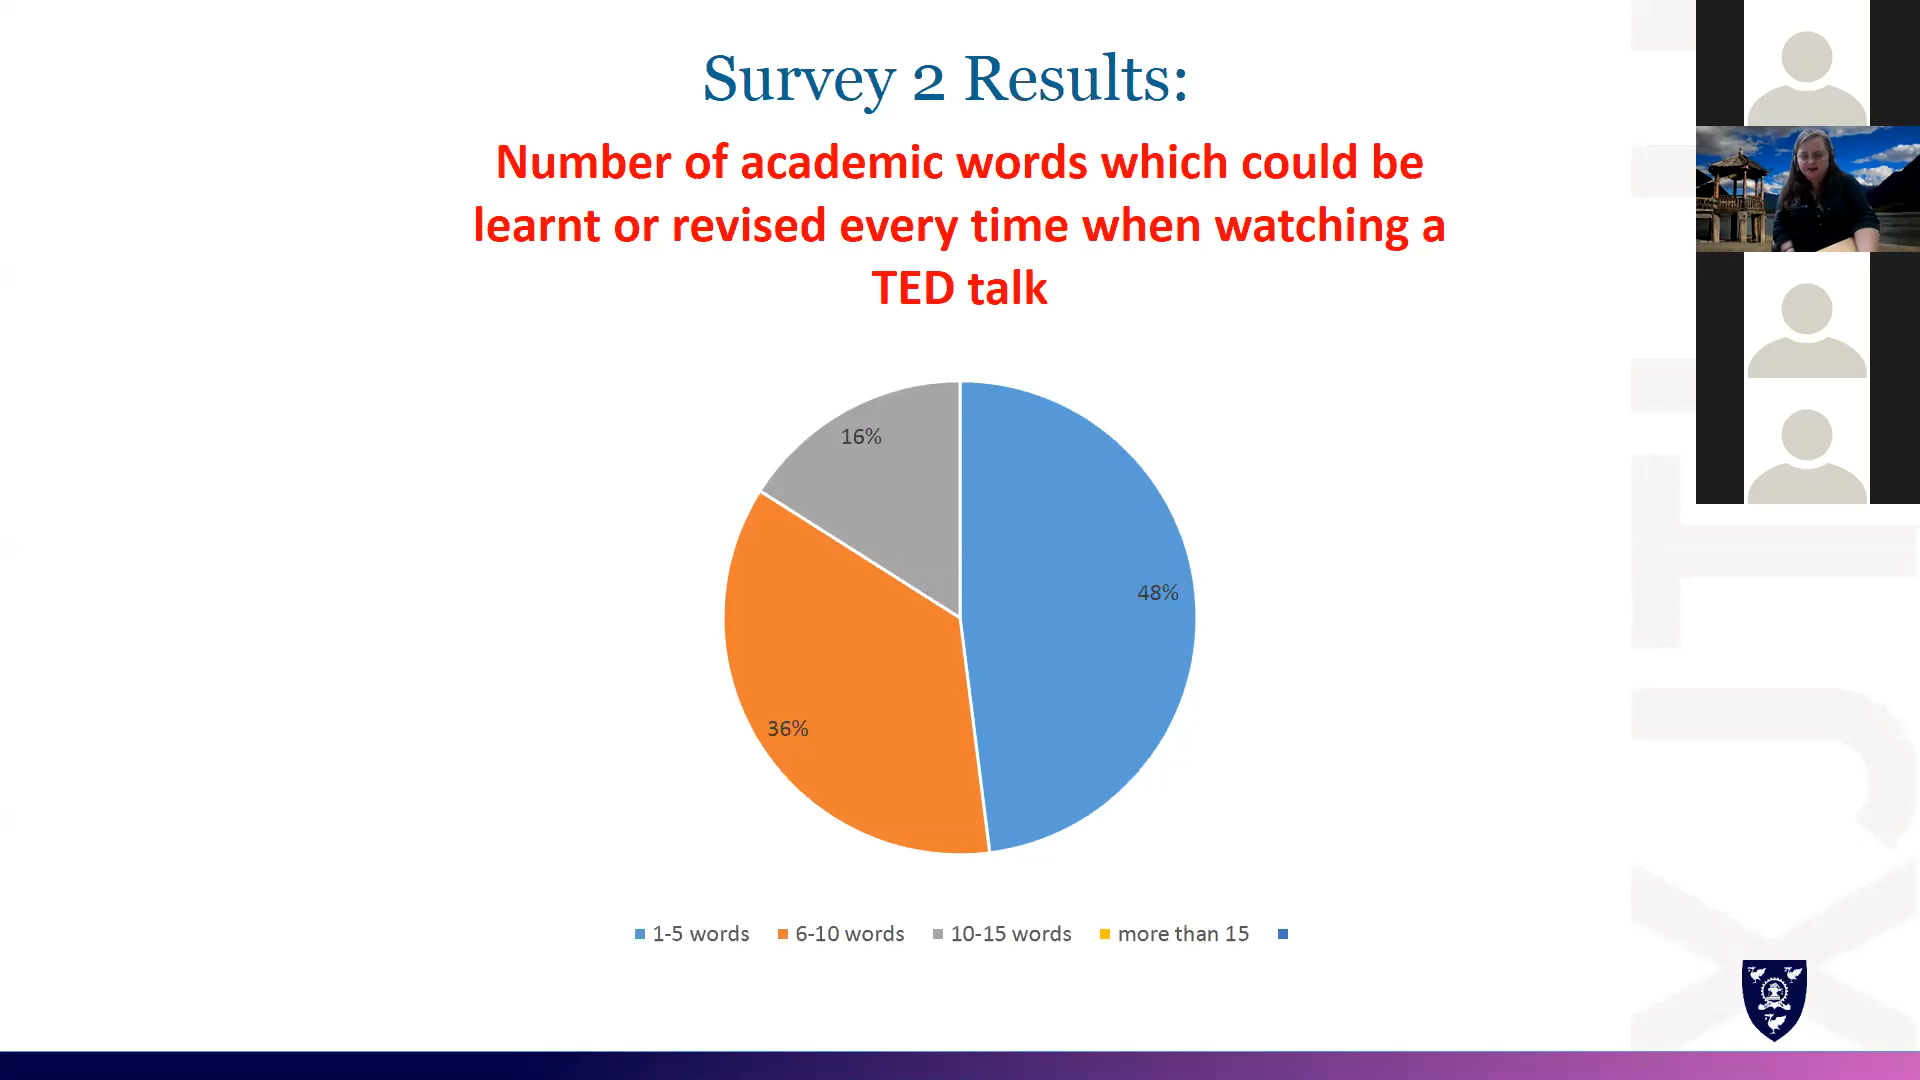 Survey 2 Results:
Number of academic words which could be
learnt or revised every time when watching a
TED talk
16%
48%
36%
1-5 words 6-10 words 10-15 words more than 15
XJTLU